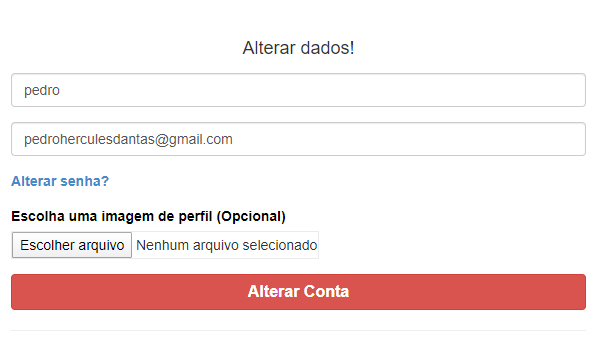 Alterar dados!
pedro
pedroherculesdantas@gmail.com
Alterar senha?
Escolha uma imagem de perfil (Opcional)
Escolher arquivo Nenhum arquivo selecionado
Alterar Conta